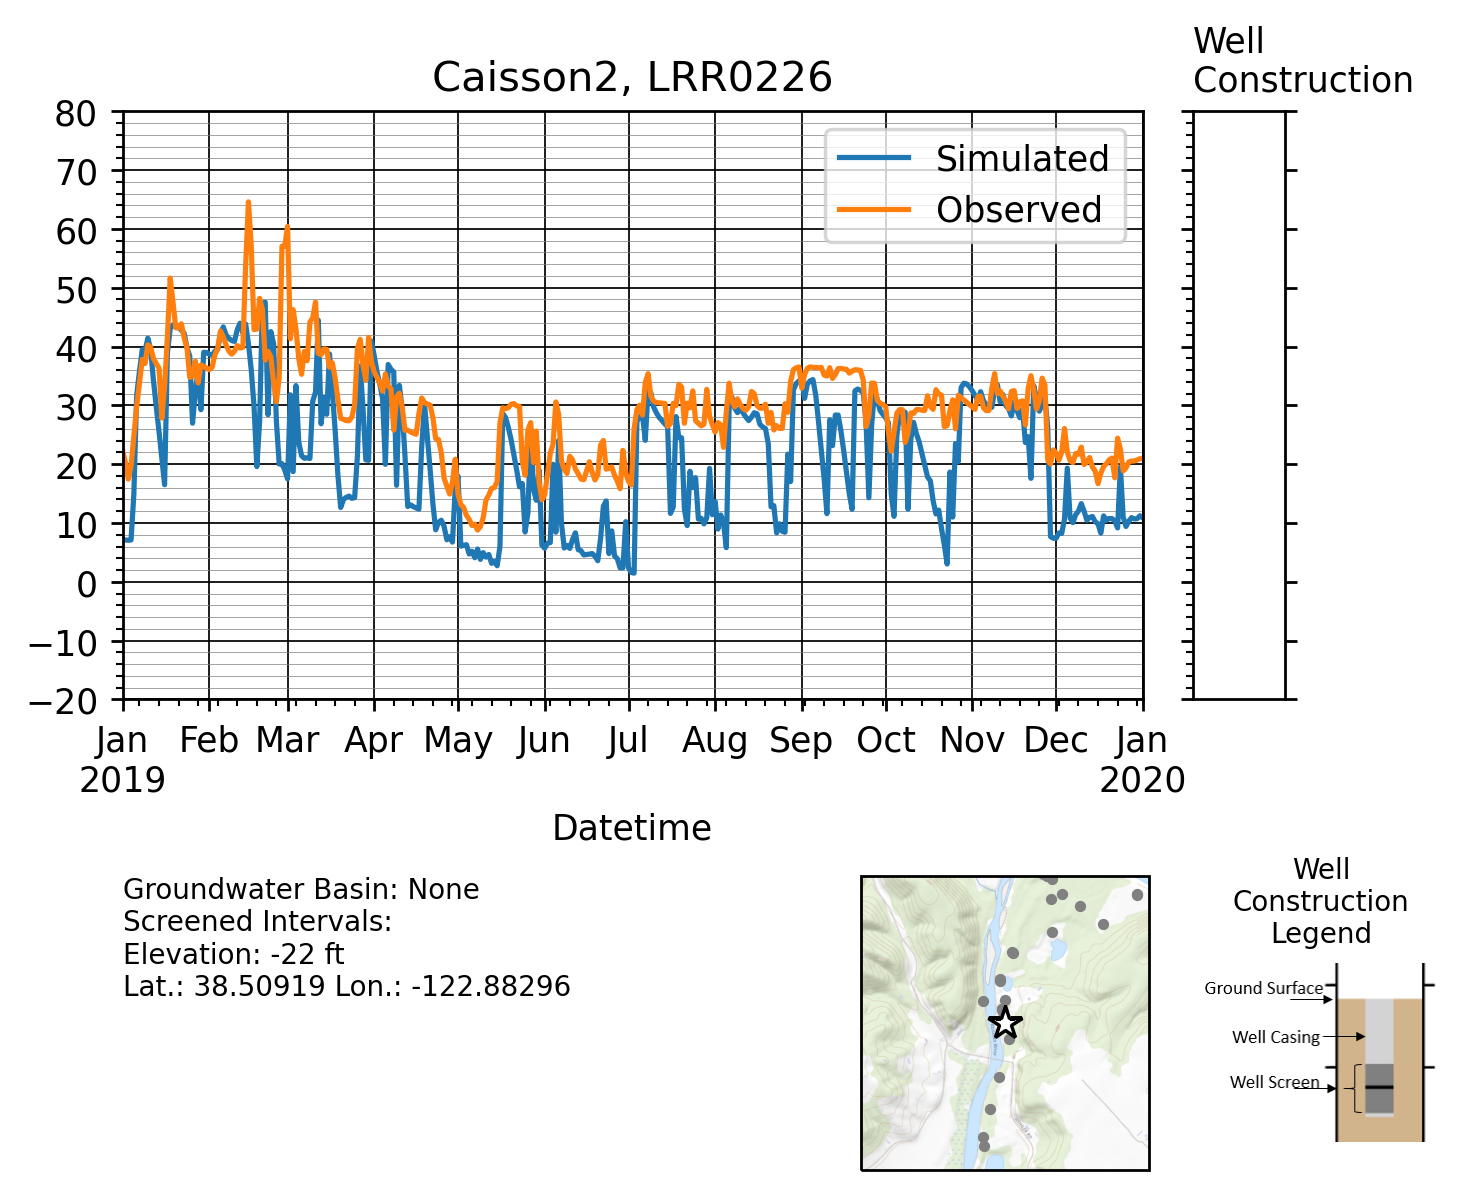 Well
Construction
Caisson2, LRR0226
80
70
60
50
40
30
20
10
0
−10
−20
Simulated
Observed
Jan Feb Mar Apr May Jun Jul Aug Sep Oct Nov Dec Jan
2019 2020
Datetime
Groundwater Basin: None
Screened Intervals:
Elevation: -22 ft
Lat.: 38.50919 Lon.: -122.88296
Well
Construction
Legend
Ground Surface
Well Casing
Well Screen